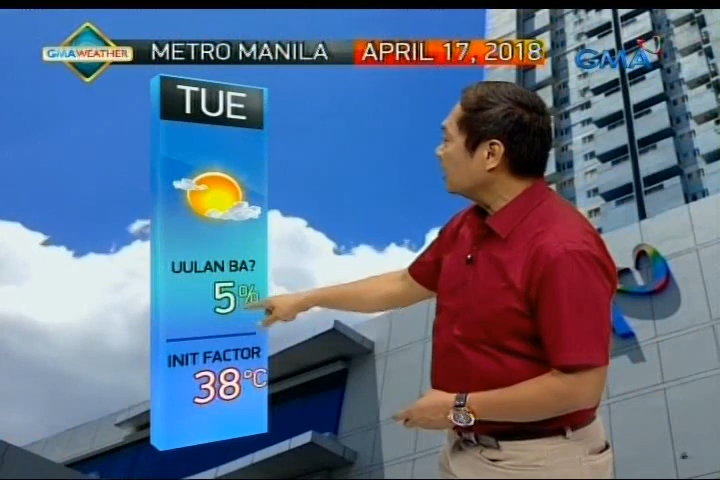 GMA WEATHER
METRO MANILA
APRIL 17, 2018
GMA
TUE
UULAN BA?
5%
INIT FACTOR
38°C